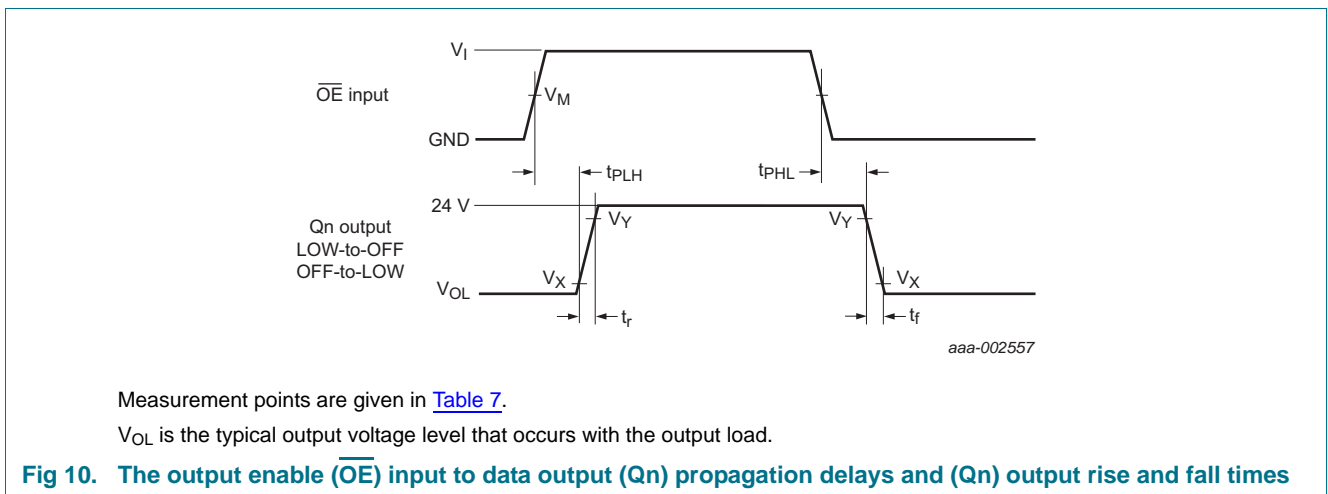 V_I
O̅E̅ input
V_M
GND
t_PLH
t_PHL
24 V
V_Y
V_Y
Qn output
LOW-to-OFF
OFF-to-LOW
V_X
V_X
V_OL
t_r
t_f
aaa-002557
Measurement points are given in Table 7.
V_OL is the typical output voltage level that occurs with the output load.
Fig 10. The output enable (O̅E̅) input to data output (Qn) propagation delays and (Qn) output rise and fall times